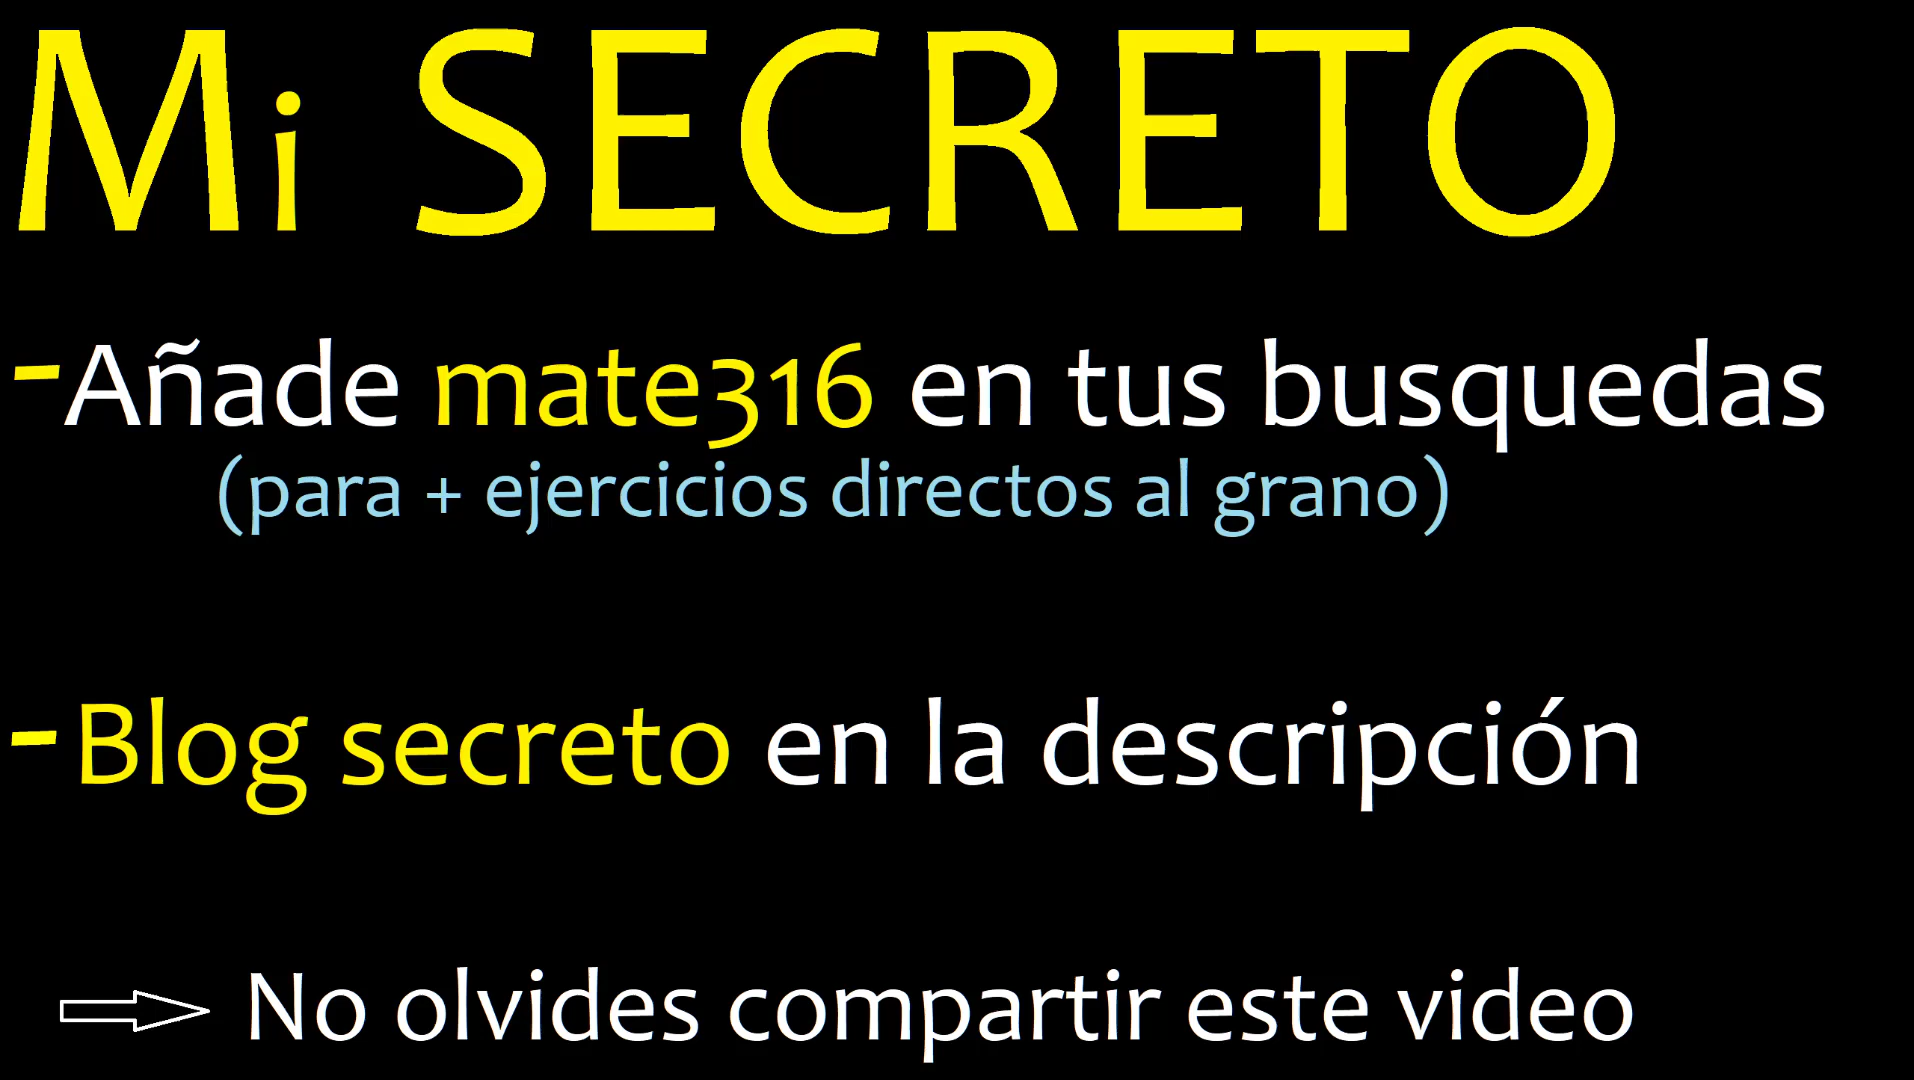 Mi SECRETO
-Añade mate316 en tus busquedas
(para + ejercicios directos al grano)
-Blog secreto en la descripción
No olvides compartir este video